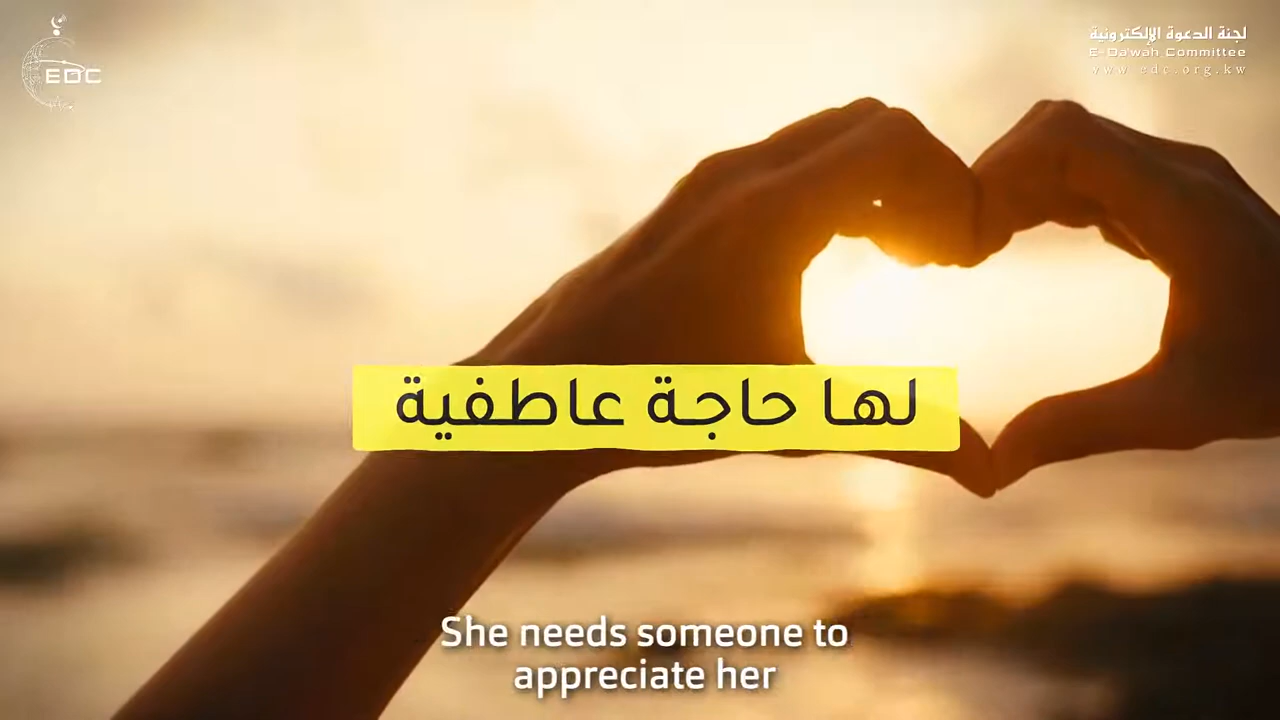 EDC
لجنة الدعوة الإلكترونية
E-Da'wah Committee
www.edc.org.kw
لها حاجة عاطفية
She needs someone to
appreciate her